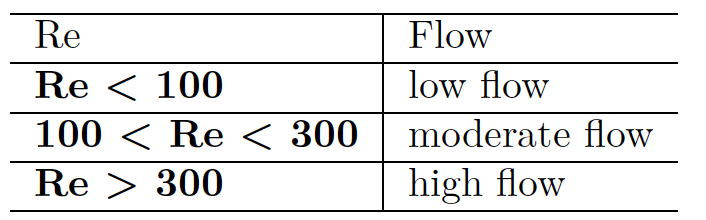 Re Flow
Re < 100 low flow
100 < Re < 300 moderate flow
Re > 300 high flow